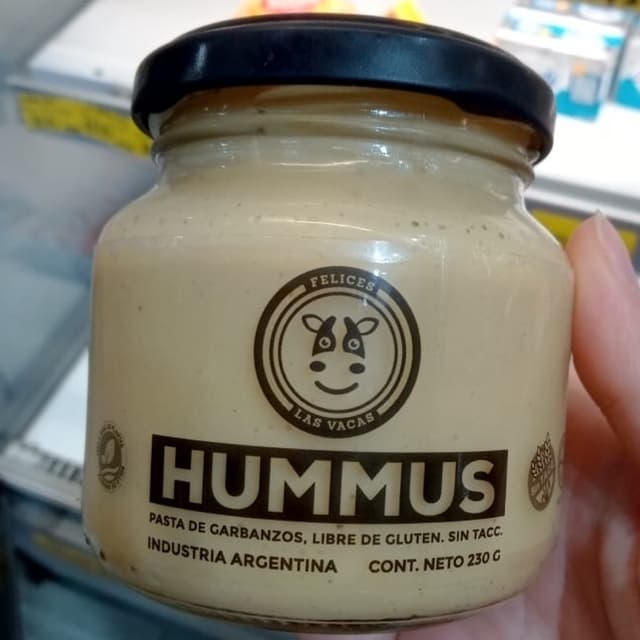 FELICES
LAS VACAS
HUMMUS
PASTA DE GARBANZOS, LIBRE DE GLUTEN. SIN TACC.
INDUSTRIA ARGENTINA CONT. NETO 230 G